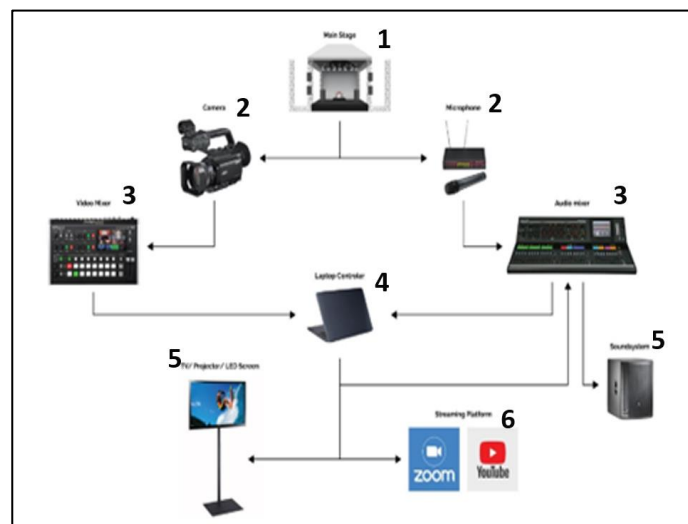 Main Stage 1
Camera 2
Microphone 2
Video Mixer 3
Audio mixer 3
Laptop Controler 4
5 TV/ Projector/ LED Screen
Soundsystem 5
Streaming Platform 6
zoom
YouTube